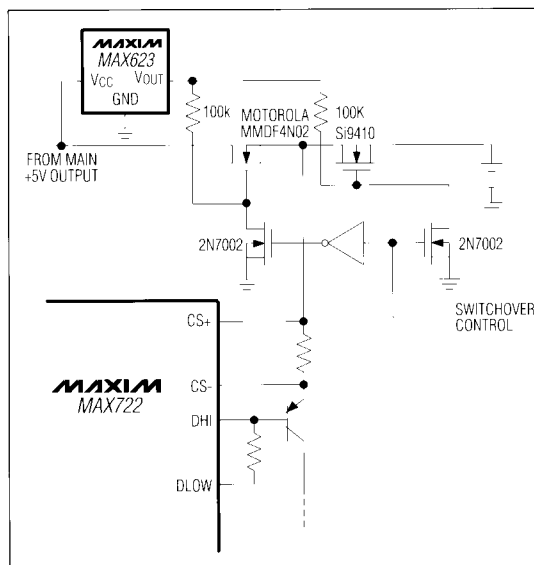 MAXIM
MAX623
VCC VOUT
GND
100k
MOTOROLA
MMDF4N02
100K
Si9410
FROM MAIN
+5V OUTPUT
2N7002
2N7002
SWITCHOVER
CONTROL
CS+
MAXIM
MAX722
CS-
DHI
DLOW